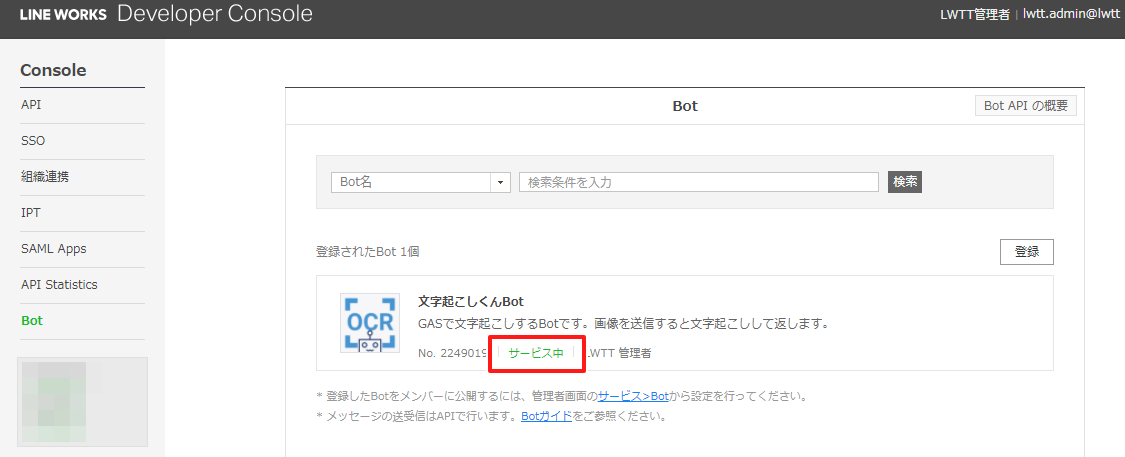 LINE WORKS Developer Console
LWTT管理者 | lwtt.admin@lwtt
Console
API
SSO
組織連携
IPT
SAML Apps
API Statistics
Bot
Bot
Bot API の概要
Bot名
検索条件を入力
検索
登録されたBot 1個
登録
OCR
文字起こしくんBot
GASで文字起こしするBotです。画像を送信すると文字起こしして返します。
No. 2249019 サービス中 LWTT 管理者
* 登録したBotをメンバーに公開するには、管理者画面のサービス>Botから設定を行ってください。
* メッセージの送受信はAPIで行います。Botガイドをご参照ください。